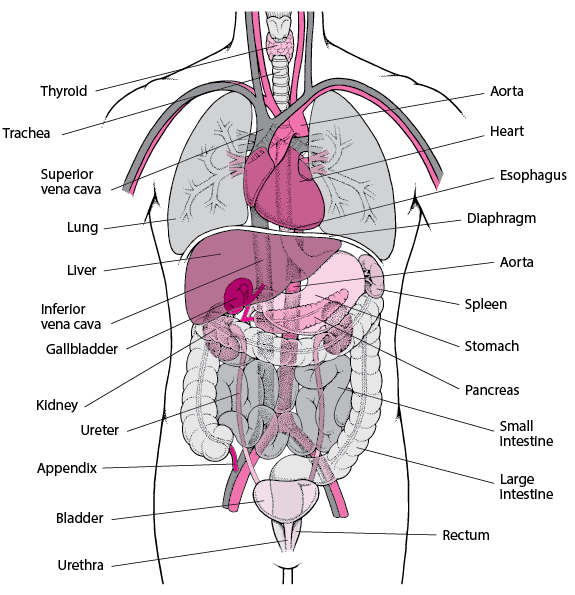 Thyroid
Trachea
Superior
vena cava
Lung
Liver
Inferior
vena cava
Gallbladder
Kidney
Ureter
Appendix
Bladder
Urethra
Aorta
Heart
Esophagus
Diaphragm
Aorta
Spleen
Stomach
Pancreas
Small
Intestine
Large
Intestine
Rectum